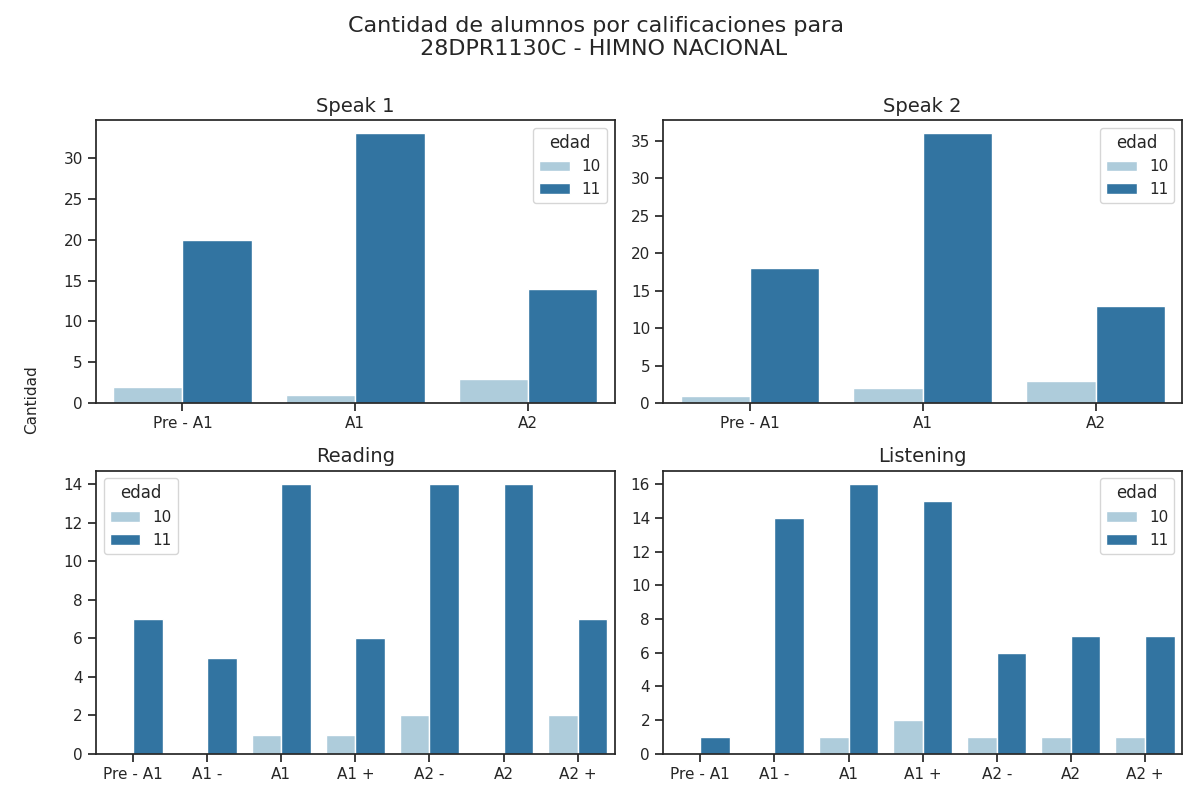 Cantidad de alumnos por calificaciones para
28DPR1130C - HIMNO NACIONAL
Cantidad
Speak 1
30
25
20
15
10
5
0
Pre - A1 A1 A2
edad
10
11
Speak 2
35
30
25
20
15
10
5
0
Pre - A1 A1 A2
edad
10
11
Reading
14
12
10
8
6
4
2
0
Pre - A1 A1 - A1 A1 + A2 - A2 A2 +
edad
10
11
Listening
16
14
12
10
8
6
4
2
0
Pre - A1 A1 - A1 A1 + A2 - A2 A2 +
edad
10
11